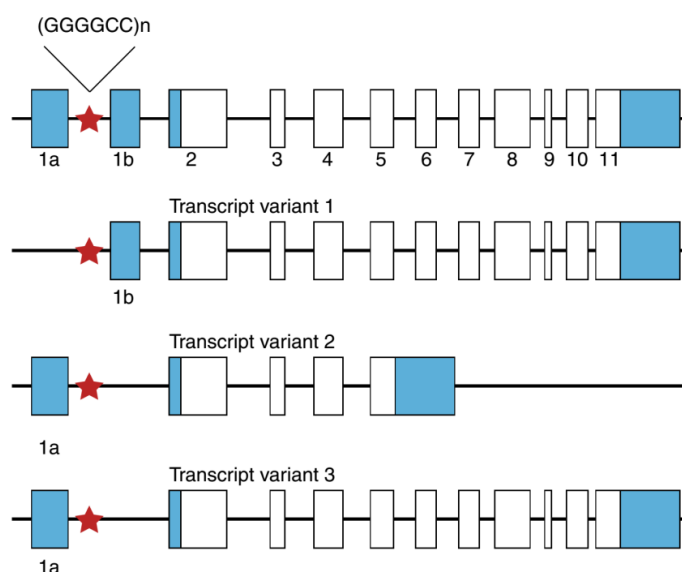 (GGGGCC)n
1a 1b 2 3 4 5 6 7 8 9 10 11
Transcript variant 1
1b
Transcript variant 2
1a
Transcript variant 3
1a